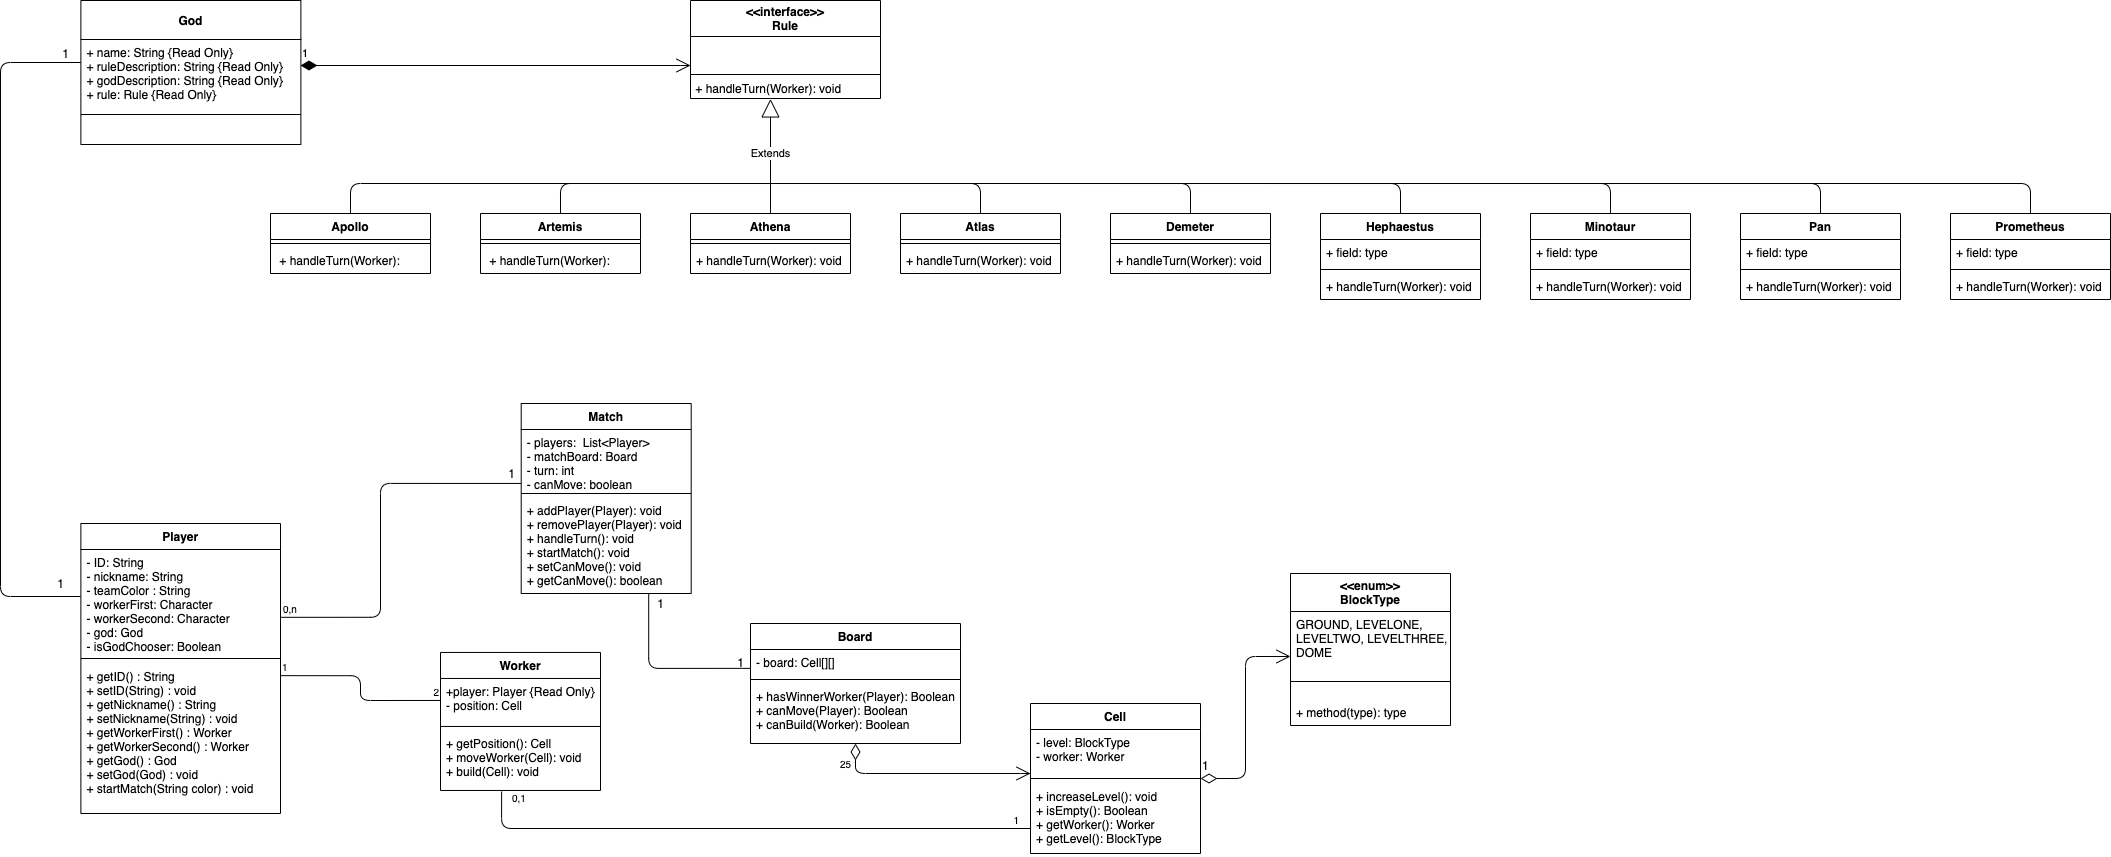 God
+ name: String {Read Only}
+ ruleDescription: String {Read Only}
+ godDescription: String {Read Only}
+ rule: Rule {Read Only}
1
1
<<interface>>
Rule
+ handleTurn(Worker): void
Extends
Apollo
+ handleTurn(Worker):
Artemis
+ handleTurn(Worker):
Athena
+ handleTurn(Worker): void
Atlas
+ handleTurn(Worker): void
Demeter
+ handleTurn(Worker): void
Hephaestus
+ field: type
+ handleTurn(Worker): void
Minotaur
+ field: type
+ handleTurn(Worker): void
Pan
+ field: type
+ handleTurn(Worker): void
Prometheus
+ field: type
+ handleTurn(Worker): void
Match
- players:  List<Player>
- matchBoard: Board
- turn: int
- canMove: boolean
+ addPlayer(Player): void
+ removePlayer(Player): void
+ handleTurn(): void
+ startMatch(): void
+ setCanMove(): void
+ getCanMove(): boolean
1
1
Player
- ID: String
- nickname: String
- teamColor : String
- workerFirst: Character
- workerSecond: Character
- god: God
- isGodChooser: Boolean
+ getID() : String
+ setID(String) : void
+ getNickname() : String
+ setNickname(String) : void
+ getWorkerFirst() : Worker
+ getWorkerSecond() : Worker
+ getGod() : God
+ setGod(God) : void
+ startMatch(String color) : void
1
0,n
1
Worker
+player: Player {Read Only}
- position: Cell
+ getPosition(): Cell
+ moveWorker(Cell): void
+ build(Cell): void
2
0,1
Board
- board: Cell[][]
+ hasWinnerWorker(Player): Boolean
+ canMove(Player): Boolean
+ canBuild(Worker): Boolean
1
25
Cell
- level: BlockType
- worker: Worker
+ increaseLevel(): void
+ isEmpty(): Boolean
+ getWorker(): Worker
+ getLevel(): BlockType
1
1
<<enum>>
BlockType
GROUND, LEVELONE,
LEVELTWO, LEVELTHREE,
DOME
+ method(type): type